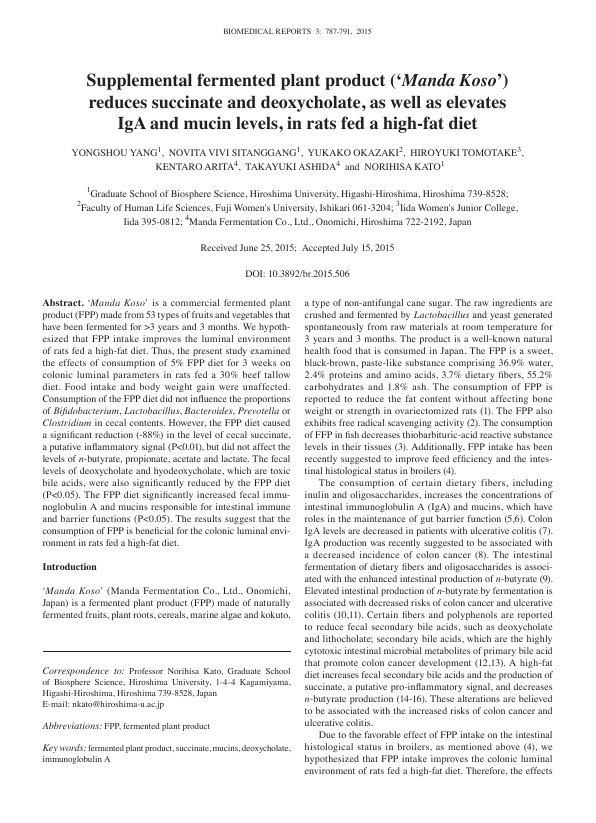 BIOMEDICAL REPORTS 3: 787-791, 2015
Supplemental fermented plant product (‘Manda Koso’)
reduces succinate and deoxycholate, as well as elevates
IgA and mucin levels, in rats fed a high-fat diet
YONGSHOU YANG1, NOVITA VIVI SITANGGANG1, YUKAKO OKAZAKI2, HIROYUKI TOMOTAKE3,
KENTARO ARITA4, TAKAYUKI ASHIDA4 and NORIHISA KATO1
1Graduate School of Biosphere Science, Hiroshima University, Higashi-Hiroshima, Hiroshima 739-8528;
2Faculty of Human Life Sciences, Fuji Women's University, Ishikari 061-3204; 3Iida Women's Junior College,
Iida 395-0812; 4Manda Fermentation Co., Ltd., Onomichi, Hiroshima 722-2192, Japan
Received June 25, 2015; Accepted July 15, 2015
DOI: 10.3892/br.2015.506
Abstract. ‘Manda Koso’ is a commercial fermented plant
product (FPP) made from 53 types of fruits and vegetables that
have been fermented for >3 years and 3 months. We hypoth-
esized that FPP intake improves the luminal environment
of rats fed a high-fat diet. Thus, the present study examined
the effects of consumption of 5% FPP diet for 3 weeks on
colonic luminal parameters in rats fed a 30% beef tallow
diet. Food intake and body weight gain were unaffected.
Consumption of the FPP diet did not influence the proportions
of Bifidobacterium, Lactobacillus, Bacteroides, Prevotella or
Clostridium in cecal contents. However, the FPP diet caused
a significant reduction (-88%) in the level of cecal succinate,
a putative inflammatory signal (P<0.01), but did not affect the
levels of n-butyrate, propionate, acetate and lactate. The fecal
levels of deoxycholate and hyodeoxycholate, which are toxic
bile acids, were also significantly reduced by the FPP diet
(P<0.05). The FPP diet significantly increased fecal immu-
noglobulin A and mucins responsible for intestinal immune
and barrier functions (P<0.05). The results suggest that the
consumption of FPP is beneficial for the colonic luminal envi-
ronment in rats fed a high-fat diet.
Introduction
‘Manda Koso’ (Manda Fermentation Co., Ltd., Onomichi,
Japan) is a fermented plant product (FPP) made of naturally
fermented fruits, plant roots, cereals, marine algae and kokuto,
Correspondence to: Professor Norihisa Kato, Graduate School
of Biosphere Science, Hiroshima University, 1-4-4 Kagamiyama,
Higashi-Hiroshima, Hiroshima 739-8528, Japan
E-mail: nkato@hiroshima-u.ac.jp
Abbreviations: FPP, fermented plant product
Key words: fermented plant product, succinate, mucins, deoxycholate,
immunoglobulin A
a type of non-antifungal cane sugar. The raw ingredients are
crushed and fermented by Lactobacillus and yeast generated
spontaneously from raw materials at room temperature for
3 years and 3 months. The product is a well-known natural
health food that is consumed in Japan. The FPP is a sweet,
black-brown, paste-like substance comprising 36.9% water,
2.4% proteins and amino acids, 3.7% dietary fibers, 55.2%
carbohydrates and 1.8% ash. The consumption of FPP is
reported to reduce the fat content without affecting bone
weight or strength in ovariectomized rats (1). The FPP also
exhibits free radical scavenging activity (2). The consumption
of FPP in fish decreases thiobarbituric-acid reactive substance
levels in their tissues (3). Additionally, FPP intake has been
recently suggested to improve feed efficiency and the intes-
tinal histological status in broilers (4).
The consumption of certain dietary fibers, including
inulin and oligosaccharides, increases the concentrations of
intestinal immunoglobulin A (IgA) and mucins, which have
roles in the maintenance of gut barrier function (5,6). Colon
IgA levels are decreased in patients with ulcerative colitis (7).
IgA production was recently suggested to be associated with
a decreased incidence of colon cancer (8). The intestinal
fermentation of dietary fibers and oligosaccharides is associ-
ated with the enhanced intestinal production of n-butyrate (9).
Elevated intestinal production of n-butyrate by fermentation is
associated with decreased risks of colon cancer and ulcerative
colitis (10,11). Certain fibers and polyphenols are reported
to reduce fecal secondary bile acids, such as deoxycholate
and lithocholate; secondary bile acids, which are the highly
cytotoxic intestinal microbial metabolites of primary bile acid
that promote colon cancer development (12,13). A high-fat
diet increases fecal secondary bile acids and the production of
succinate, a putative pro-inflammatory signal, and decreases
n-butyrate production (14-16). These alterations are believed
to be associated with the increased risks of colon cancer and
ulcerative colitis.
Due to the favorable effect of FPP intake on the intestinal
histological status in broilers, as mentioned above (4), we
hypothesized that FPP intake improves the colonic luminal
environment of rats fed a high-fat diet. Therefore, the effects